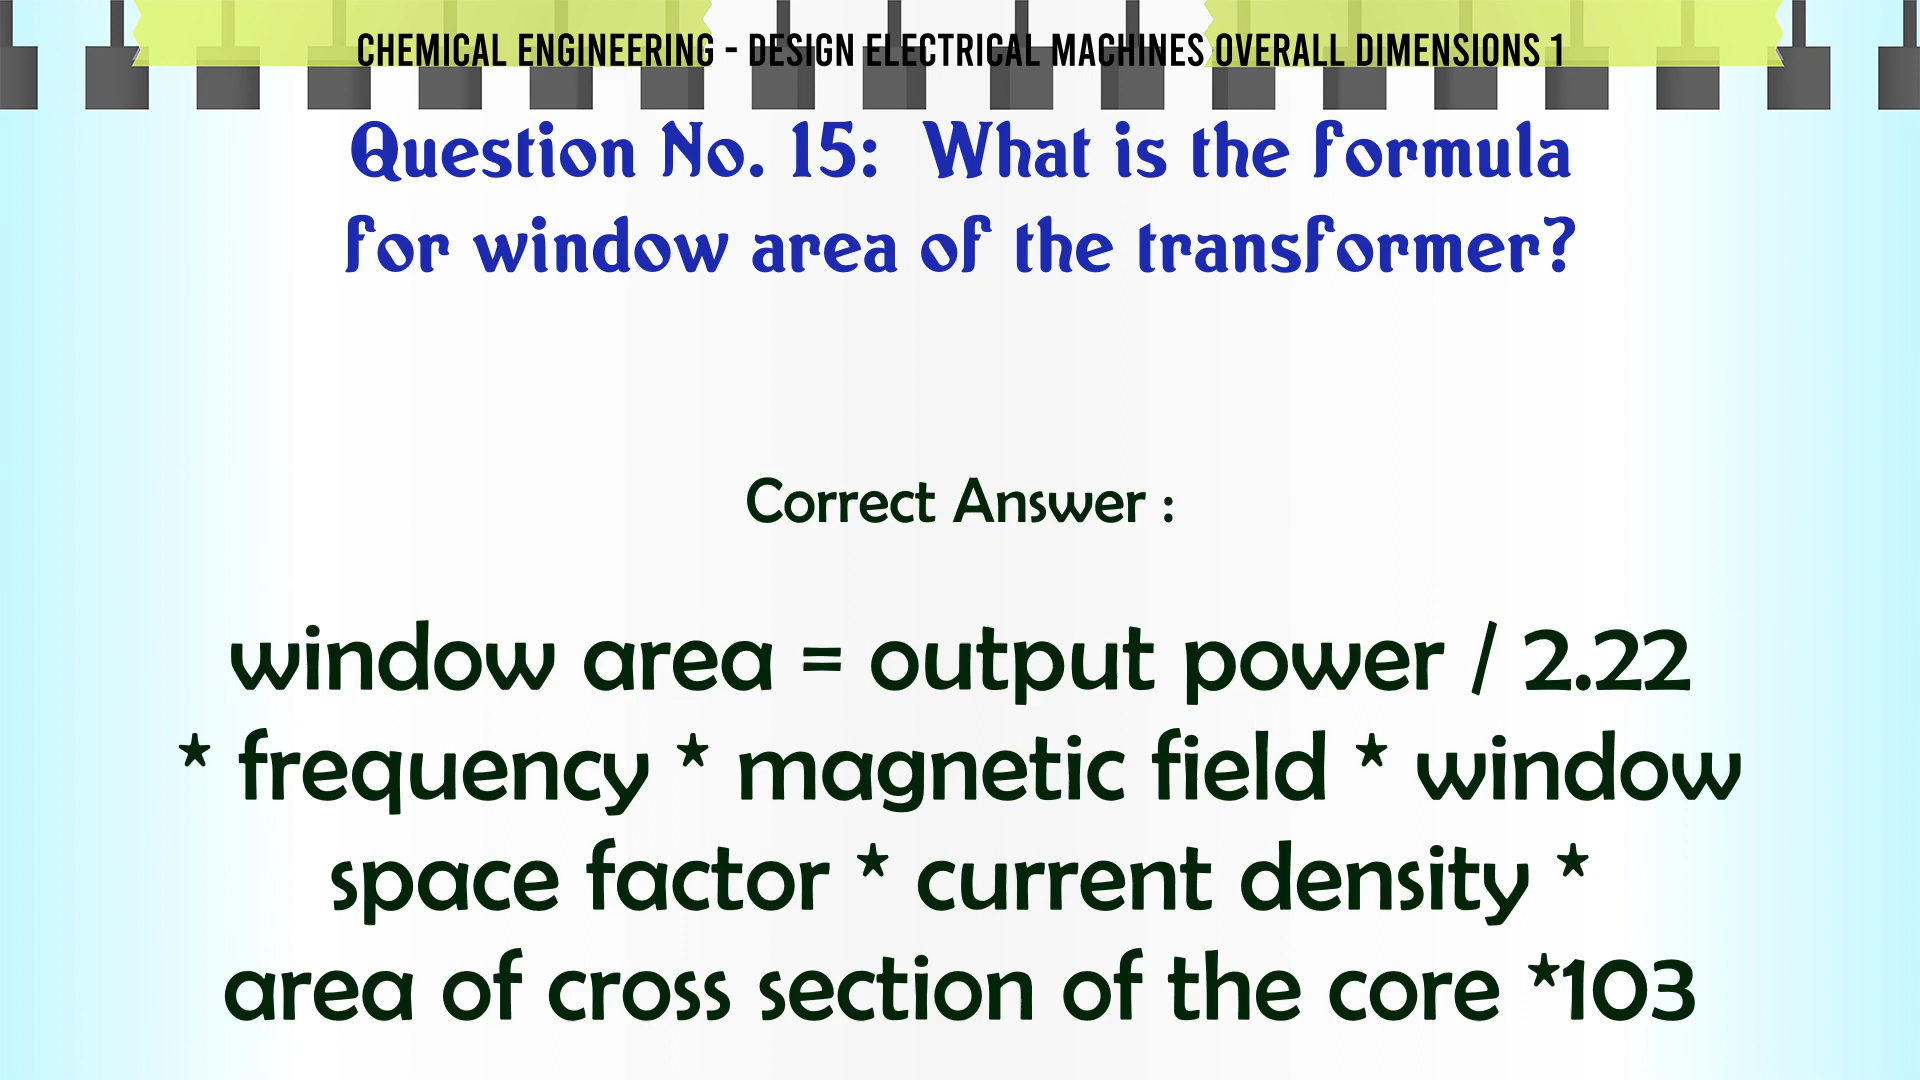 CHEMICAL ENGINEERING - DESIGN ELECTRICAL MACHINES OVERALL DIMENSIONS 1
Question No. 15: What is the formula
for window area of the transformer?
Correct Answer :
window area = output power / 2.22
* frequency * magnetic field * window
space factor * current density *
area of cross section of the core *103